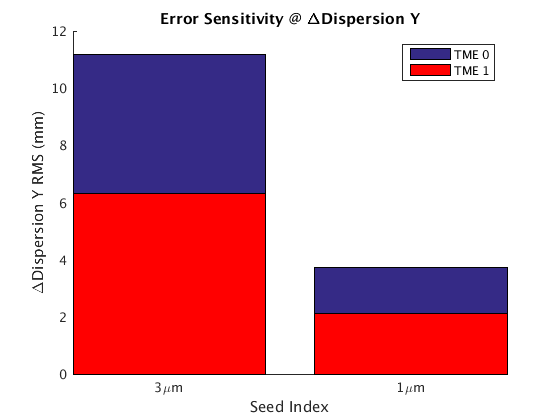 Error Sensitivity @ ΔDispersion Y
12
10
8
6
4
2
0
ΔDispersion Y RMS (mm)
TME 0
TME 1
3μm
1μm
Seed Index